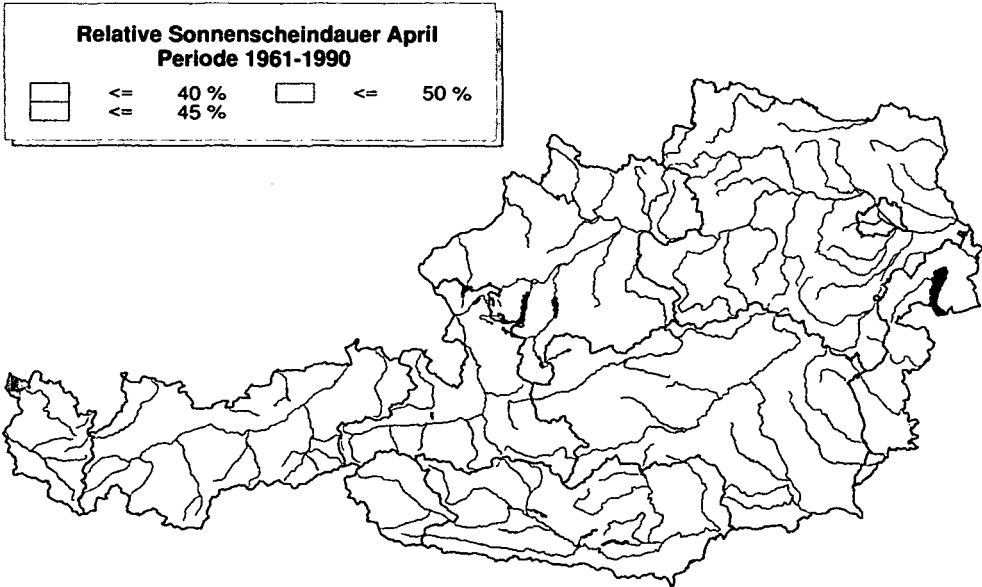 Relative Sonnenscheindauer April
Periode 1961-1990
<= 40 % <= 50 %
<= 45 %